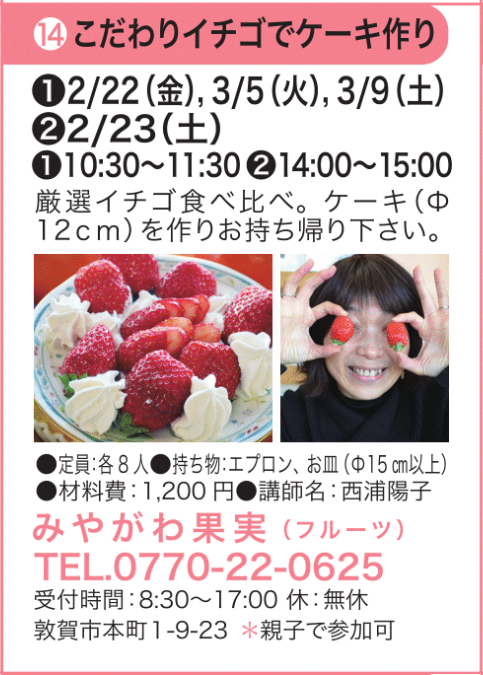 ⑭こだわりイチゴでケーキ作り
❶2/22(金),3/5(火),3/9(土)
❷2/23(土)
❶10:30〜11:30 ❷14:00〜15:00
厳選イチゴ食べ比べ。ケーキ(Φ
12cm)を作りお持ち帰り下さい。
●定員:各8人●持ち物:エプロン、お皿(Φ15㎝以上)
●材料費:1,200円●講師名:西浦陽子
みやがわ果実(フルーツ)
TEL.0770-22-0625
受付時間:8:30〜17:00 休:無休
敦賀市本町1-9-23 *親子で参加可